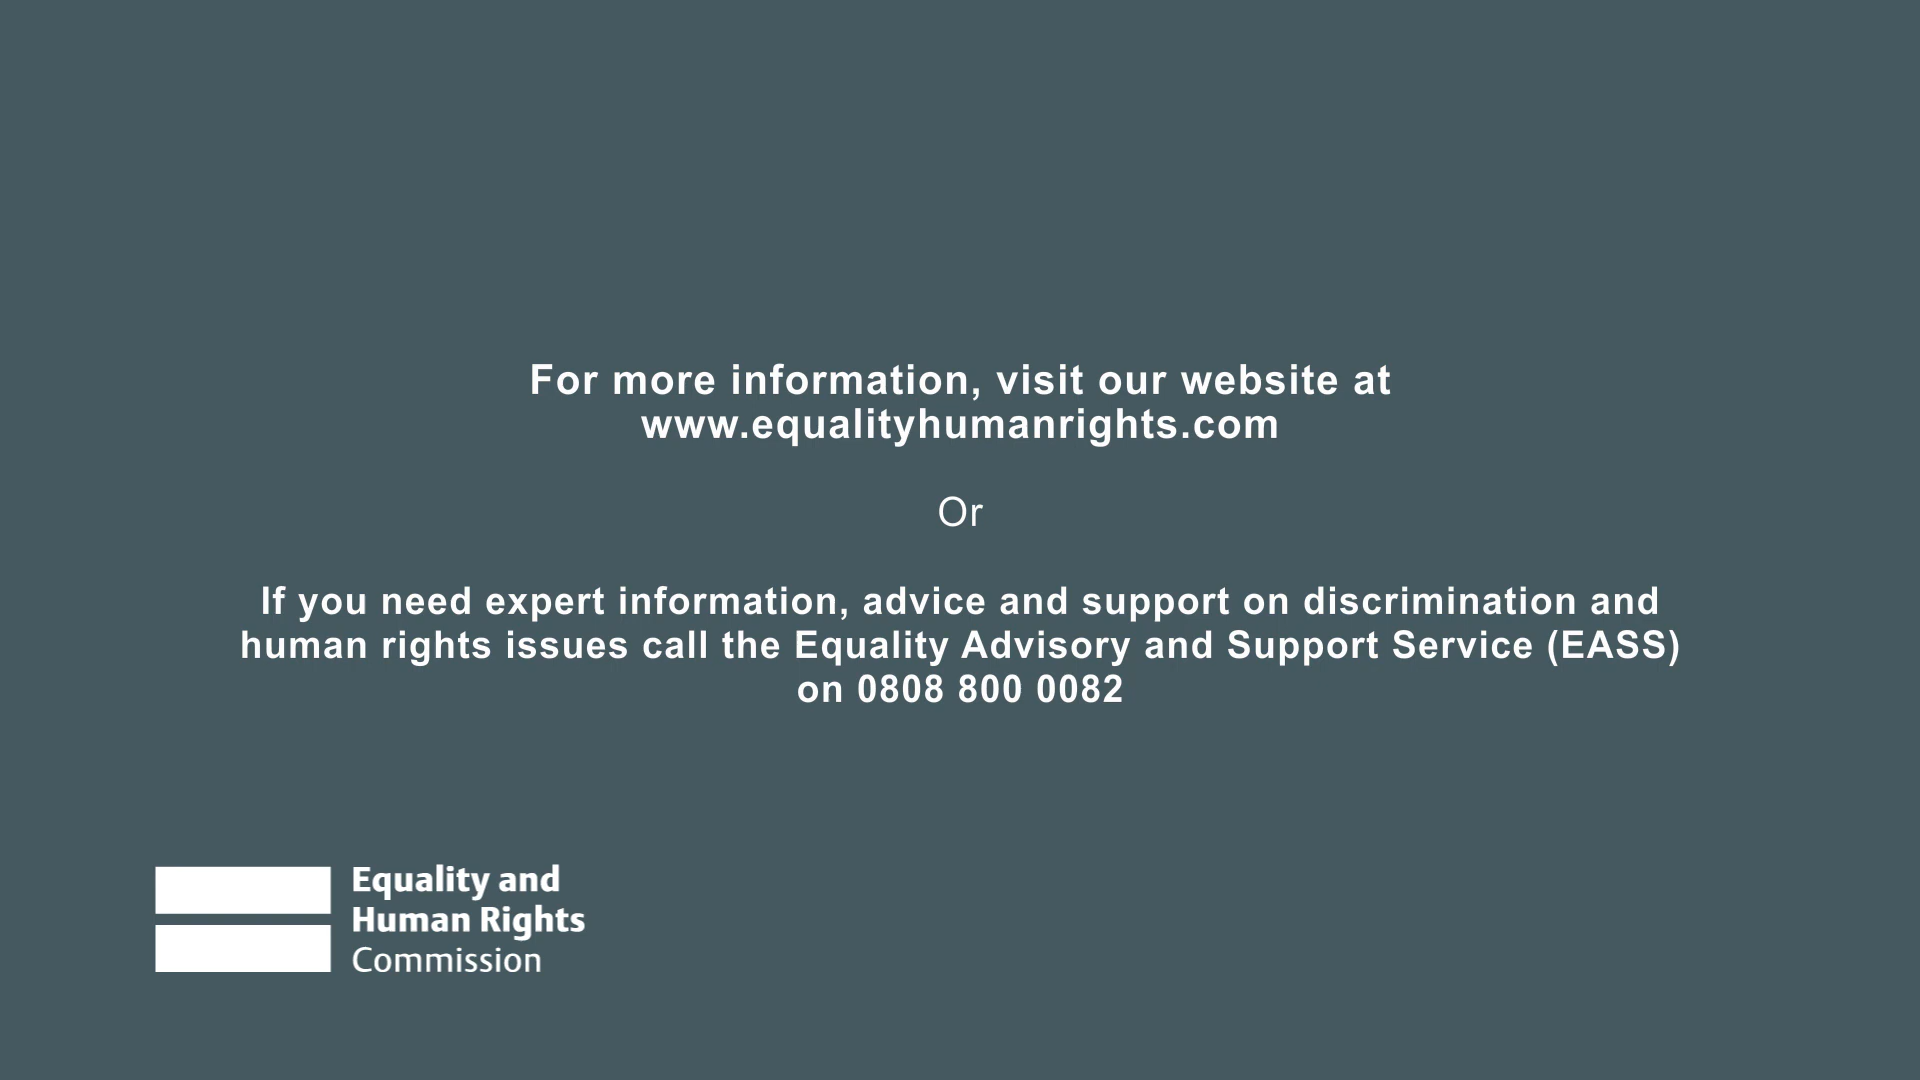 For more information, visit our website at
www.equalityhumanrights.com
Or
If you need expert information, advice and support on discrimination and
human rights issues call the Equality Advisory and Support Service (EASS)
on 0808 800 0082
Equality and
Human Rights
Commission